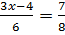 3x-4/6 = 7/8